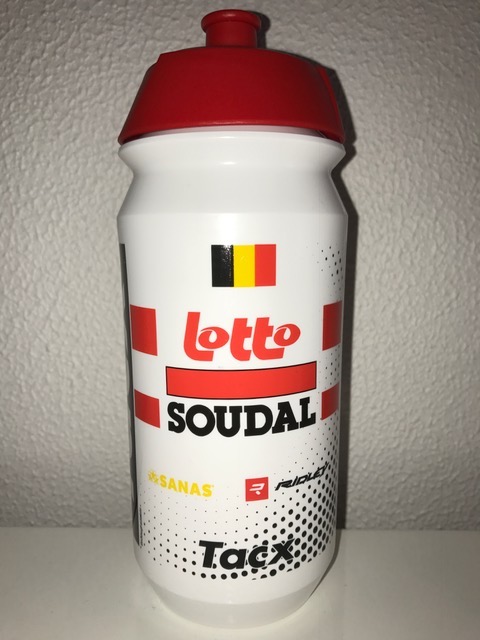 Lotto
SOUDAL
SANAS
RIDLEY
Tacx